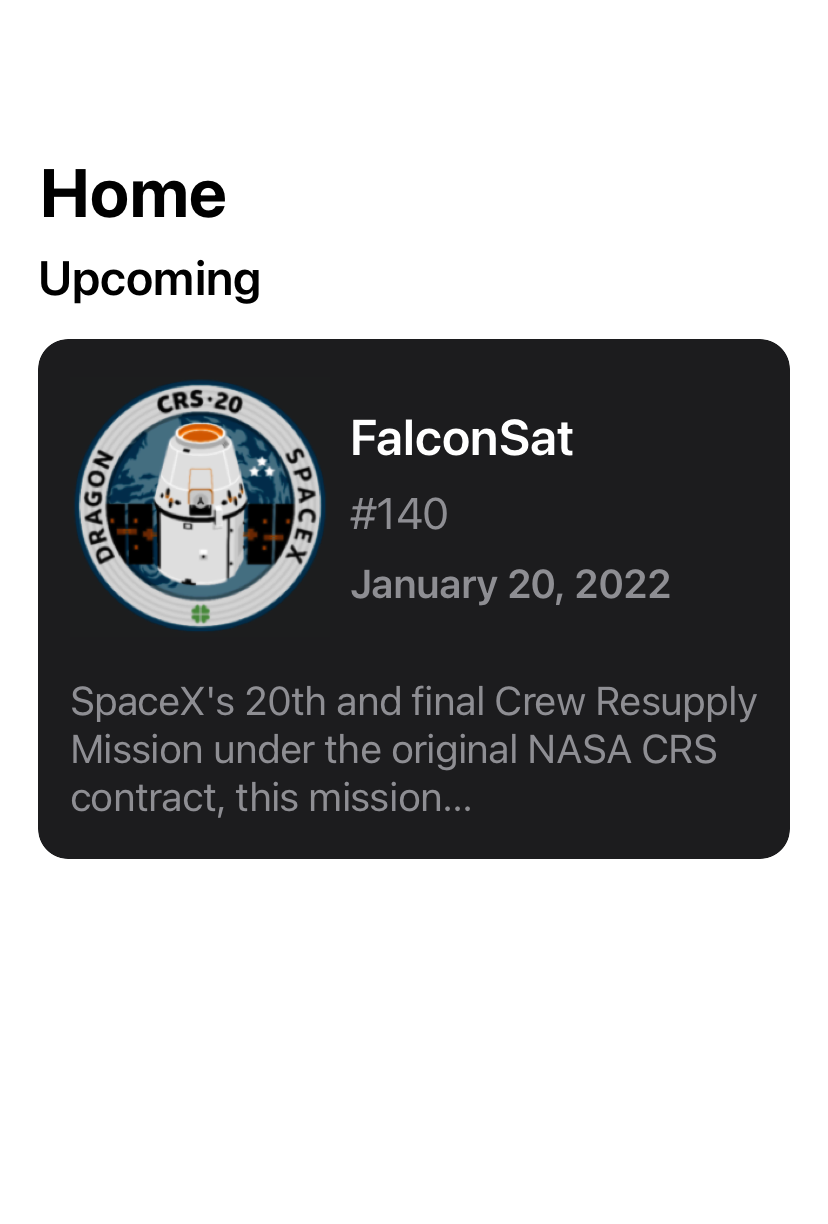 Home
Upcoming
CRS·20
DRAGON
SPACEX
FalconSat
#140
January 20, 2022
SpaceX's 20th and final Crew Resupply
Mission under the original NASA CRS
contract, this mission...